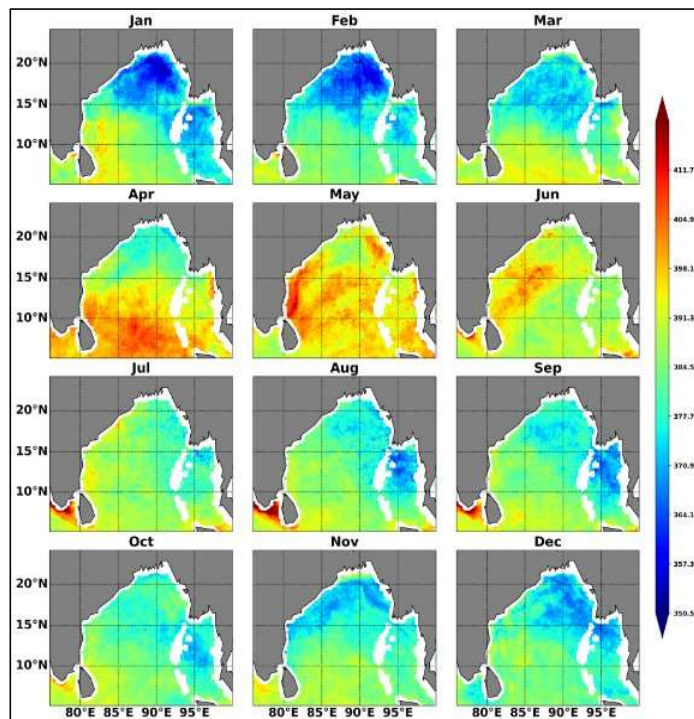 Jan Feb Mar
20°N
15°N
10°N
Apr May Jun
20°N
15°N
10°N
Jul Aug Sep
20°N
15°N
10°N
Oct Nov Dec
20°N
15°N
10°N
80°E 85°E 90°E 95°E 80°E 85°E 90°E 95°E 80°E 85°E 90°E 95°E
411.7
404.9
398.1
391.3
384.5
377.7
370.9
364.1
357.3
350.5